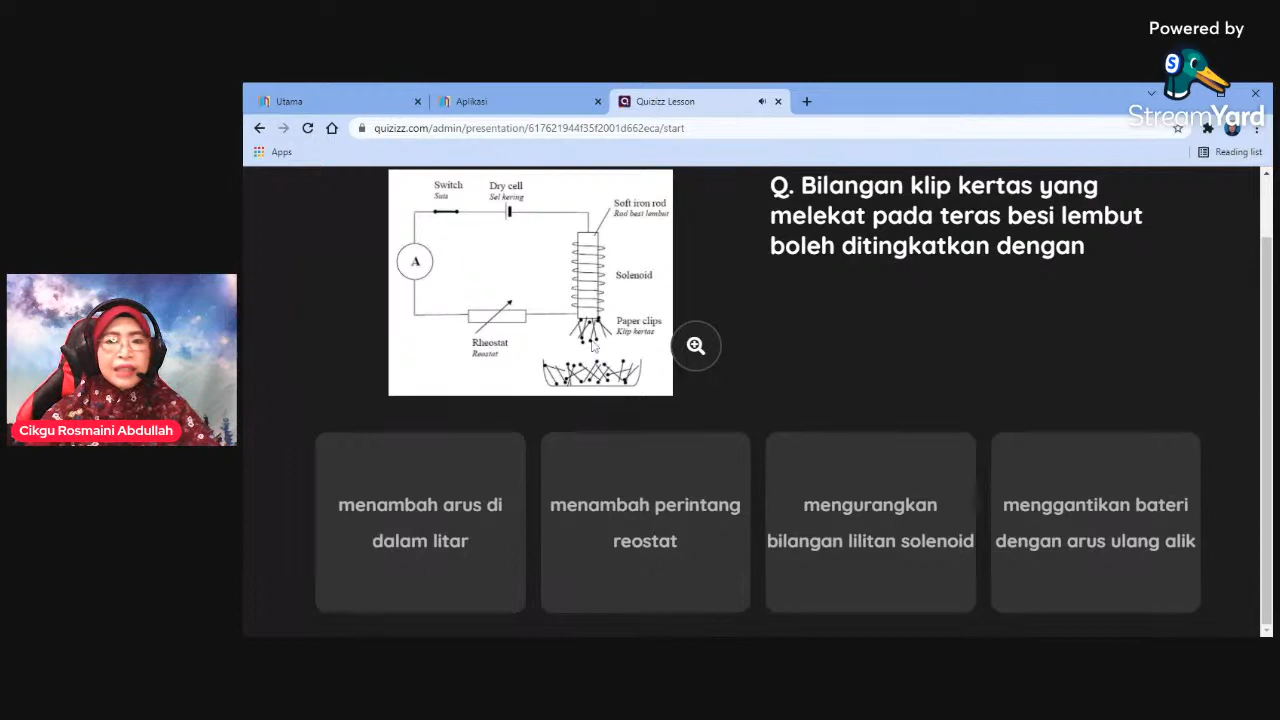 Powered by
StreamYard
Utama
Aplikasi
Quizizz Lesson
quizizz.com/admin/presentation/617621944f35f2001d662eca/start
Apps
Reading list
Switch
Suis
Dry cell
Sel kering
Soft iron rod
Rod besi lembut
A
Solenoid
Paper clips
Klip kertas
Rheostat
Reostat
Q. Bilangan klip kertas yang
melekat pada teras besi lembut
boleh ditingkatkan dengan
Cikgu Rosmaini Abdullah
menambah arus di
dalam litar
menambah perintang
reostat
mengurangkan
bilangan lilitan solenoid
menggantikan bateri
dengan arus ulang alik